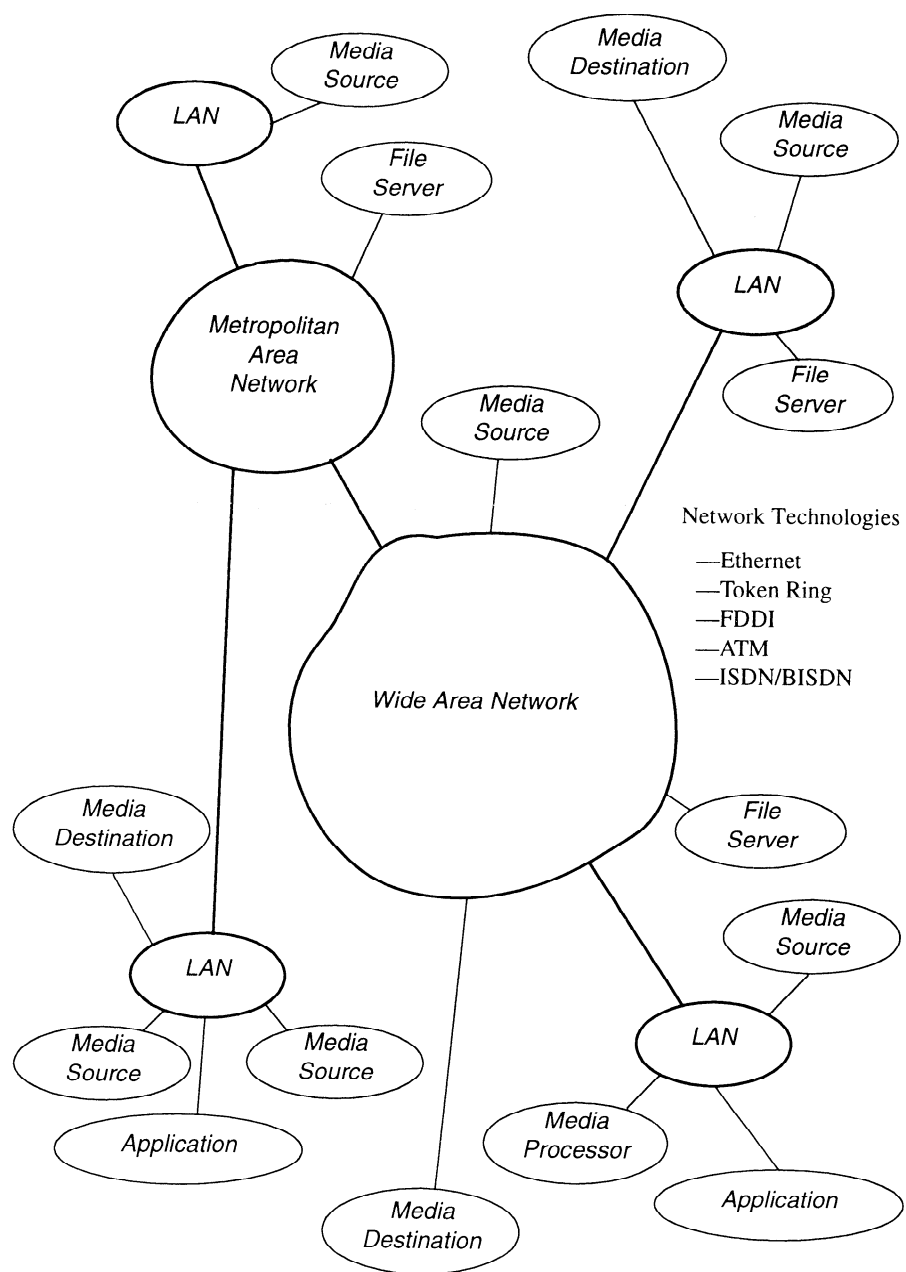 Media
Source
LAN
File
Server
Metropolitan
Area
Network
Media
Destination
Media
Source
LAN
File
Server
Media
Source
Network Technologies
—Ethernet
—Token Ring
—FDDI
—ATM
—ISDN/BISDN
Wide Area Network
File
Server
Media
Destination
LAN
Media
Source
Media
Source
Application
Media
Source
LAN
Media
Processor
Application
Media
Destination